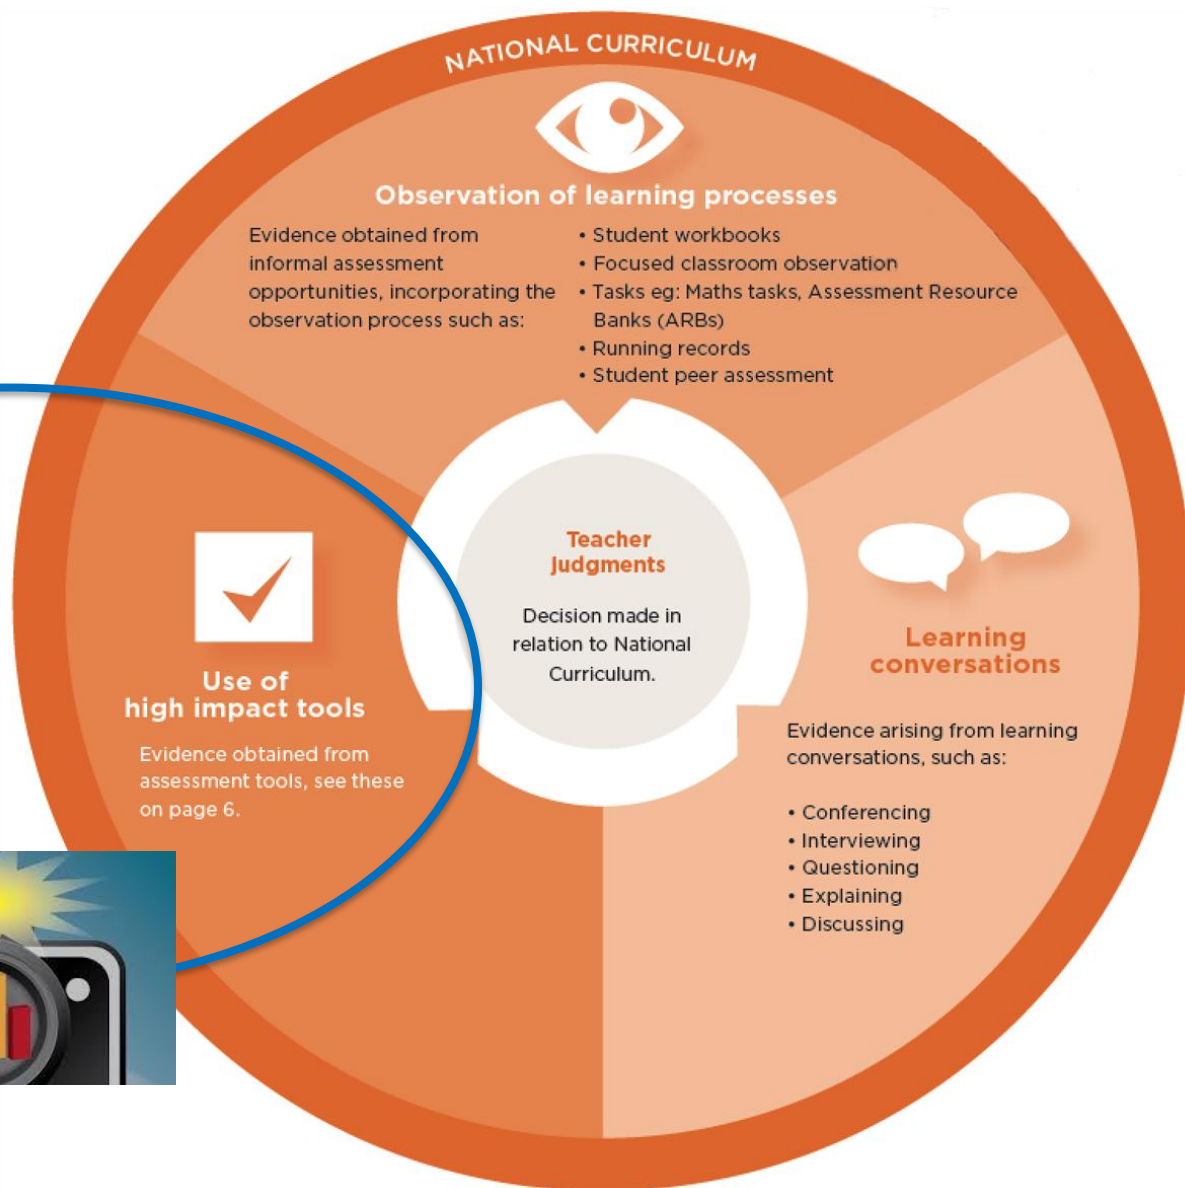 NATIONAL CURRICULUM
Observation of learning processes
Evidence obtained from
informal assessment
opportunities, incorporating the
observation process such as:
• Student workbooks
• Focused classroom observation
• Tasks eg: Maths tasks, Assessment Resource
Banks (ARBs)
• Running records
• Student peer assessment
Use of
high impact tools
Evidence obtained from
assessment tools, see these
on page 6.
Teacher
judgments
Decision made in
relation to National
Curriculum.
Learning
conversations
Evidence arising from learning
conversations, such as:
• Conferencing
• Interviewing
• Questioning
• Explaining
• Discussing